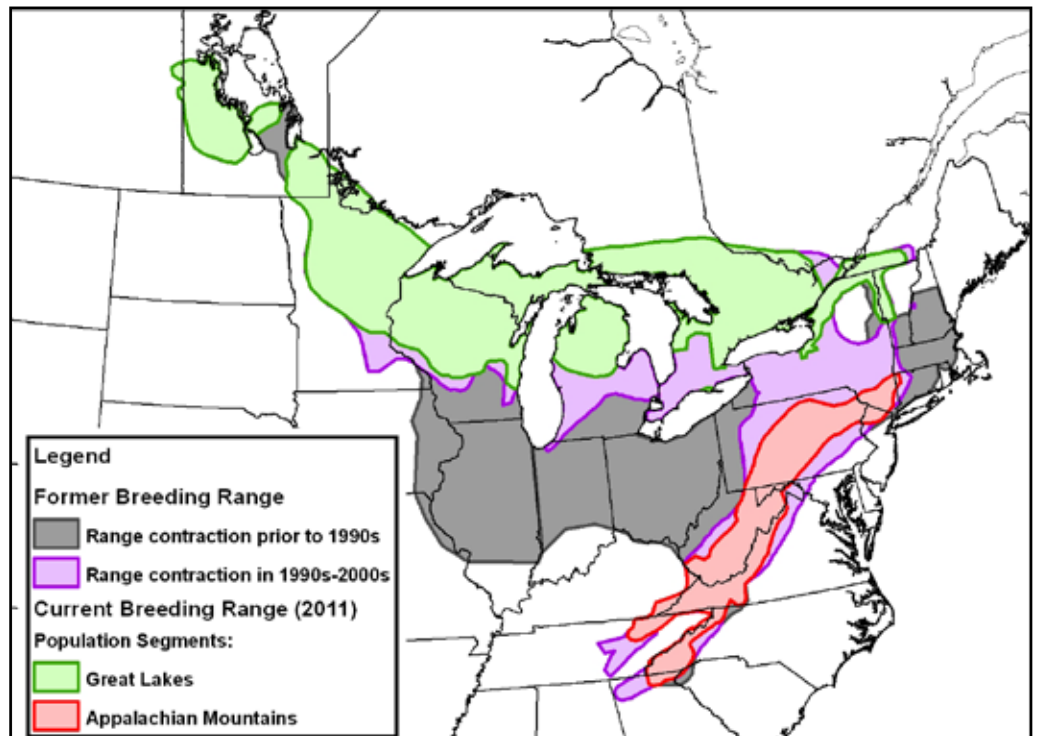 Legend
Former Breeding Range
Range contraction prior to 1990s
Range contraction in 1990s-2000s
Current Breeding Range (2011)
Population Segments:
Great Lakes
Appalachian Mountains